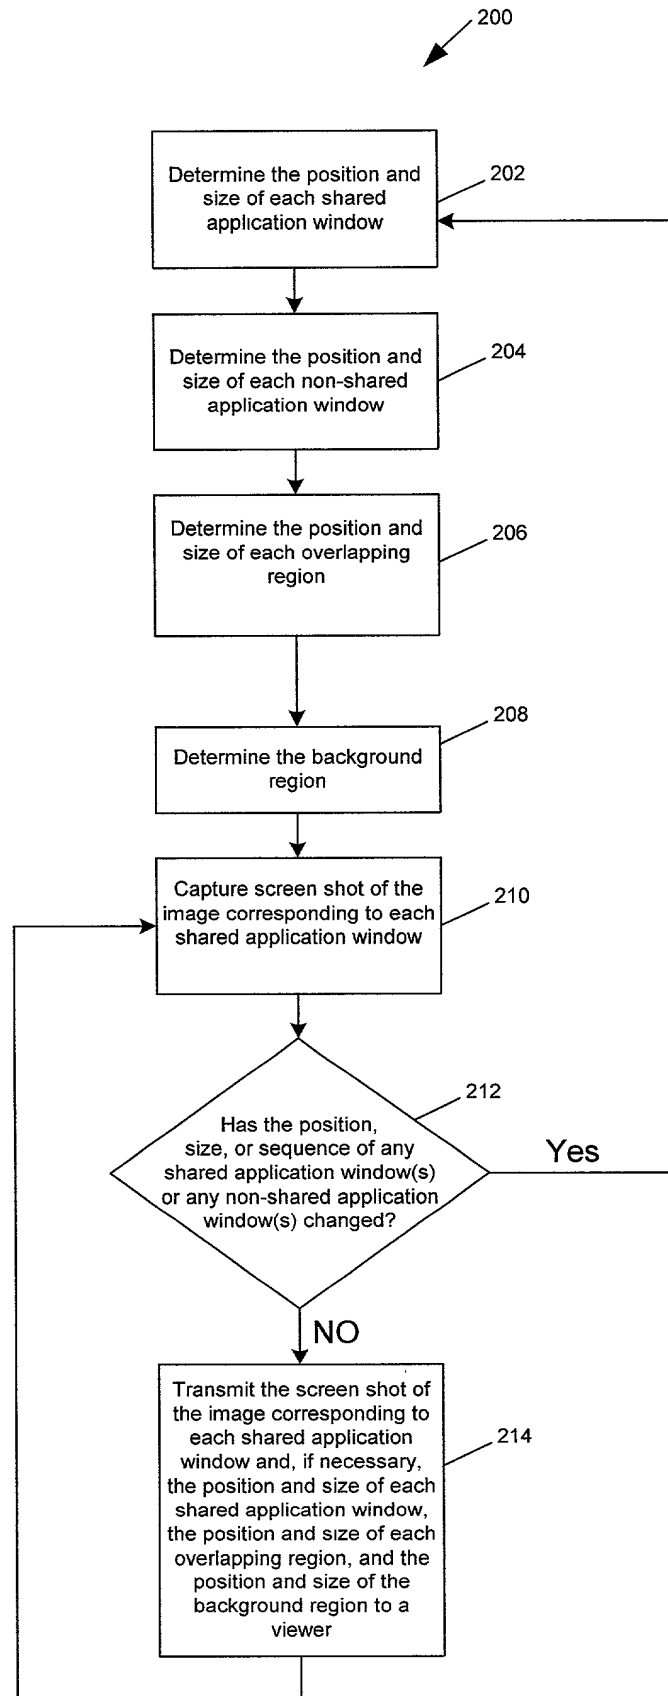 200
Determine the position and
size of each shared
application window
202
Determine the position and
size of each non-shared
application window
204
Determine the position and
size of each overlapping
region
206
Determine the background
region
208
Capture screen shot of the
image corresponding to each
shared application window
210
Has the position,
size, or sequence of any
shared application window(s)
or any non-shared application
window(s) changed?
212
Yes
NO
Transmit the screen shot of
the image corresponding to
each shared application
window and, if necessary,
the position and size of each
shared application window,
the position and size of each
overlapping region, and the
position and size of the
background region to a
viewer
214